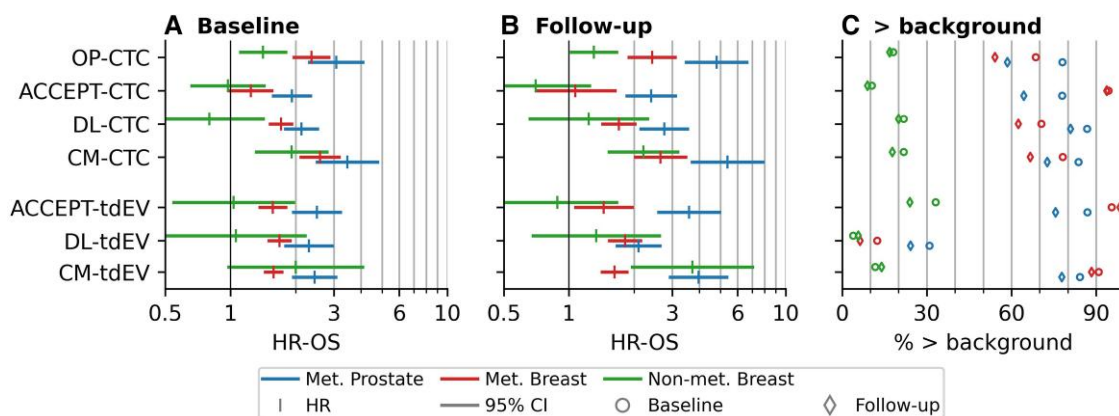 A Baseline
B Follow-up
C > background
OP-CTC
ACCEPT-CTC
DL-CTC
CM-CTC
ACCEPT-tdEV
DL-tdEV
CM-tdEV
0.5 1 3 6 10
0.5 1 3 6 10
0 30 60 90
HR-OS
HR-OS
% > background
Met. Prostate Met. Breast Non-met. Breast
HR 95% CI Baseline Follow-up